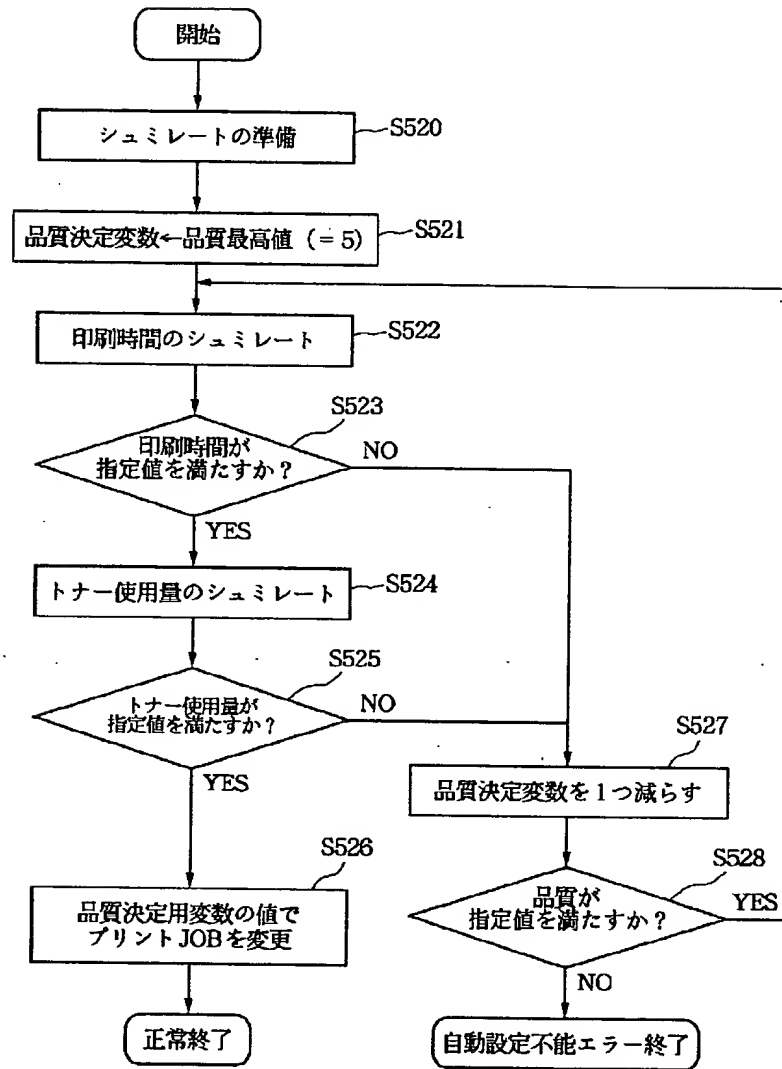 開始
シュミレートの準備
S520
品質決定変数←品質最高値（＝5）
S521
印刷時間のシュミレート
S522
S523
印刷時間が
指定値を満たすか？
NO
YES
トナー使用量のシュミレート
S524
S525
トナー使用量が
指定値を満たすか？
NO
YES
S527
品質決定変数を1つ減らす
S526
品質決定用変数の値で
プリントJOBを変更
S528
品質が
指定値を満たすか？
YES
NO
正常終了
自動設定不能エラー終了